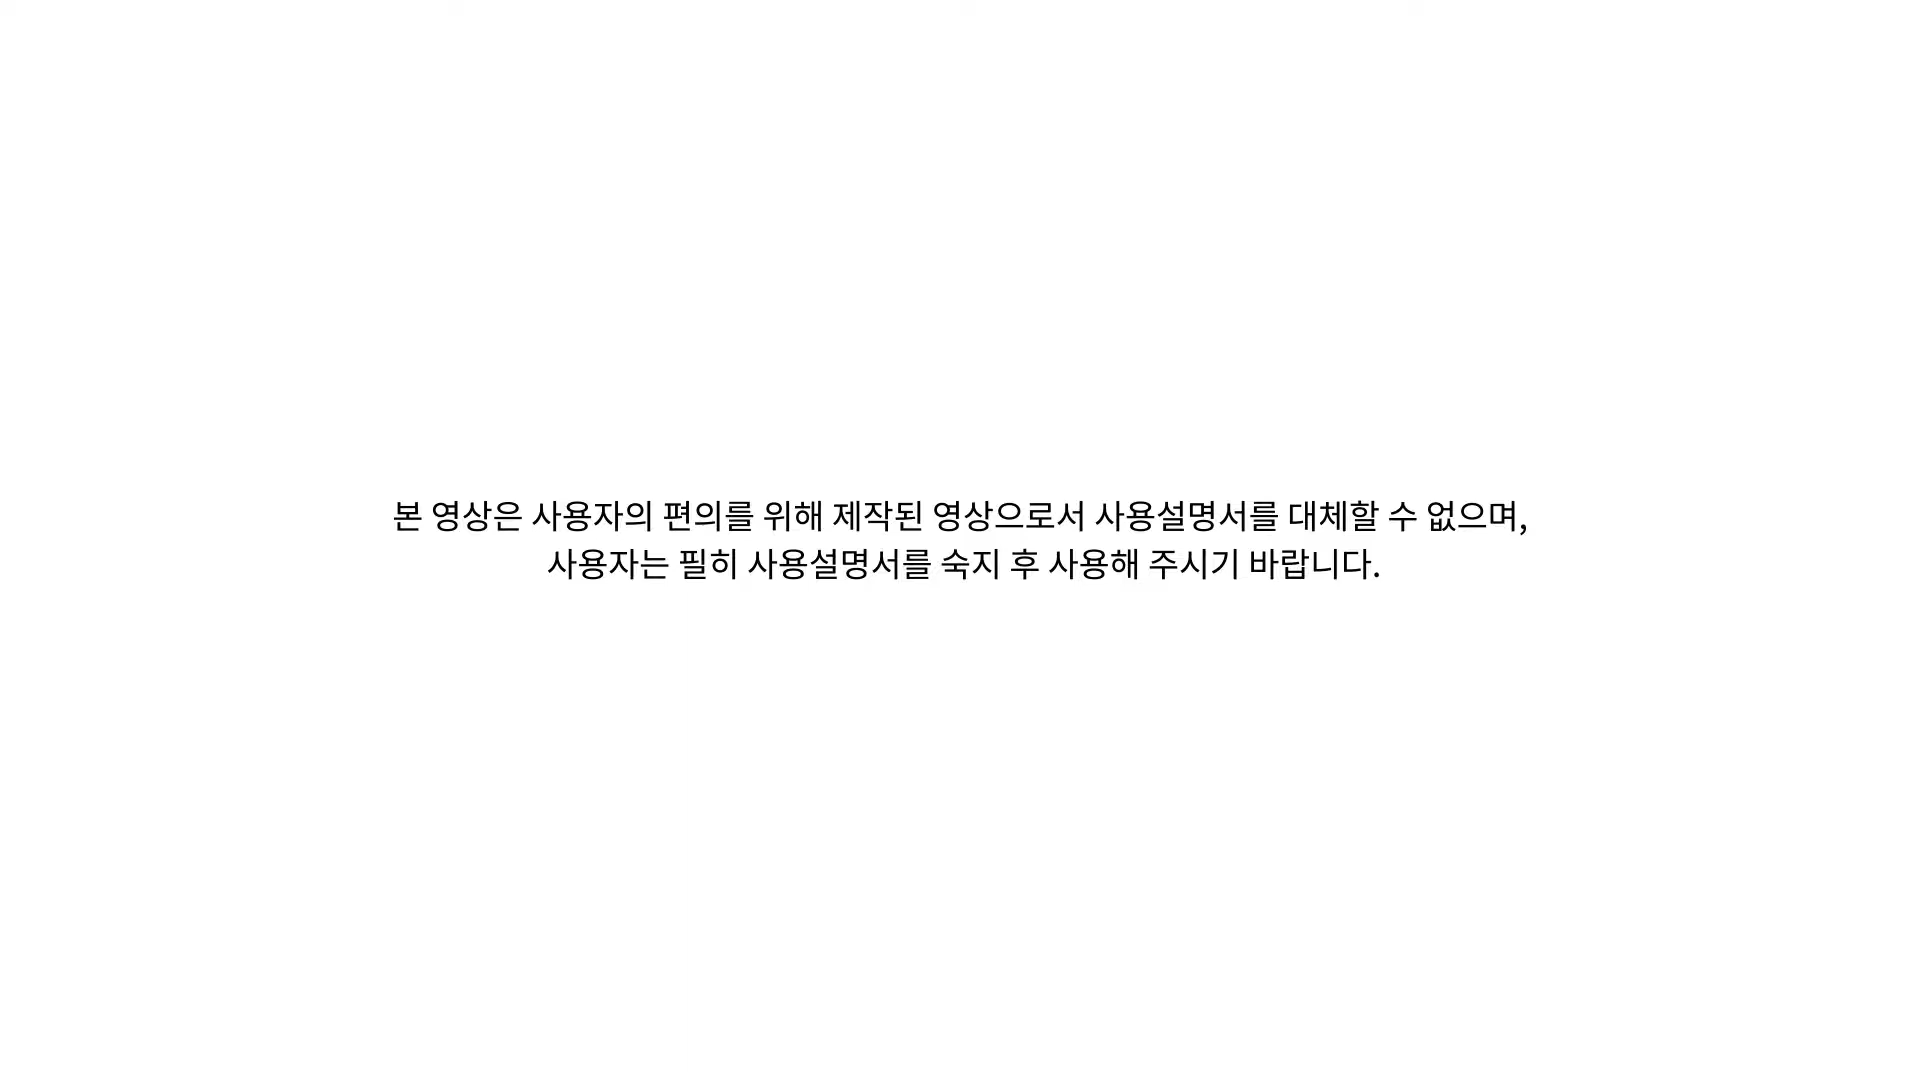 본 영상은 사용자의 편의를 위해 제작된 영상으로서 사용설명서를 대체할 수 없으며,
사용자는 필히 사용설명서를 숙지 후 사용해 주시기 바랍니다.